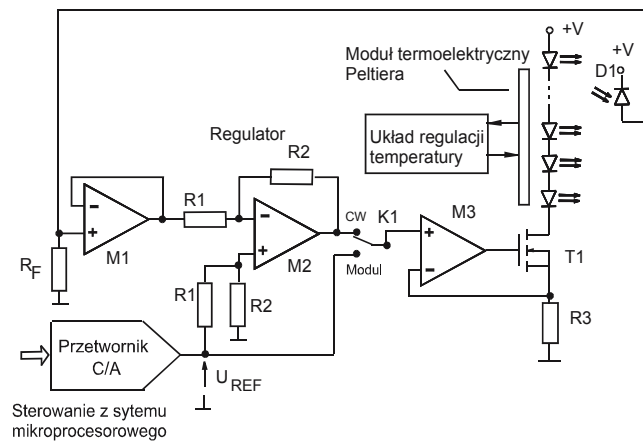 +V
+V
D1
Moduł termoelektryczny
Peltiera
Układ regulacji
temperatury
Regulator
R2
R1
CW
K1
M3
M1
M2
Modul
T1
RF
R1
R2
R3
Przetwornik
C/A
UREF
Sterowanie z sytemu
mikroprocesorowego